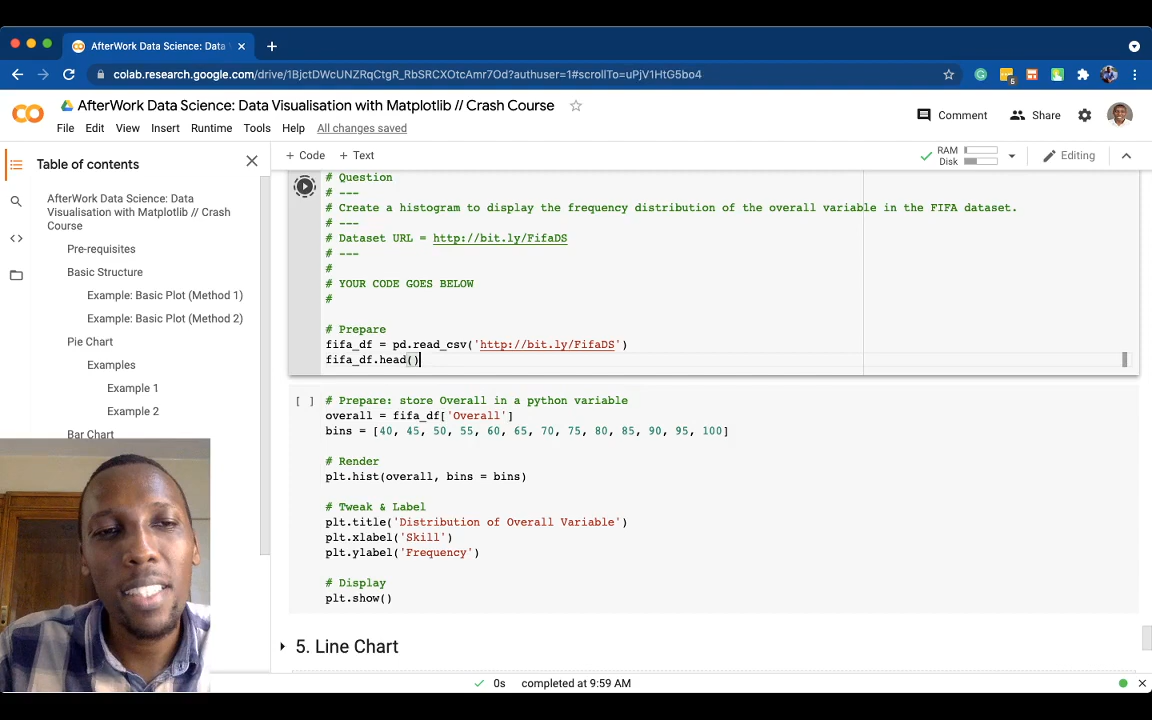 AfterWork Data Science: Data
colab.research.google.com/drive/1BjctDWcUNZRqCtgR_RbSRCXOtcAmr7Od?authuser=1#scrollTo=uPjV1HtG5bo4
6
AfterWork Data Science: Data Visualisation with Matplotlib // Crash Course
File Edit View Insert Runtime Tools Help All changes saved
Comment Share
Table of contents
+ Code + Text
RAM
Disk
Editing
AfterWork Data Science: Data
Visualisation with Matplotlib // Crash
Course
Pre-requisites
Basic Structure
Example: Basic Plot (Method 1)
Example: Basic Plot (Method 2)
Pie Chart
Examples
Example 1
Example 2
Bar Chart
# Question
# ---
# Create a histogram to display the frequency distribution of the overall variable in the FIFA dataset.
# ---
# Dataset URL = http://bit.ly/FifaDS
# ---
#
# YOUR CODE GOES BELOW
#
# Prepare
fifa_df = pd.read_csv('http://bit.ly/FifaDS')
fifa_df.head()
[ ] # Prepare: store Overall in a python variable
overall = fifa_df['Overall']
bins = [40, 45, 50, 55, 60, 65, 70, 75, 80, 85, 90, 95, 100]
# Render
plt.hist(overall, bins = bins)
# Tweak & Label
plt.title('Distribution of Overall Variable')
plt.xlabel('Skill')
plt.ylabel('Frequency')
# Display
plt.show()
5. Line Chart
0s completed at 9:59 AM